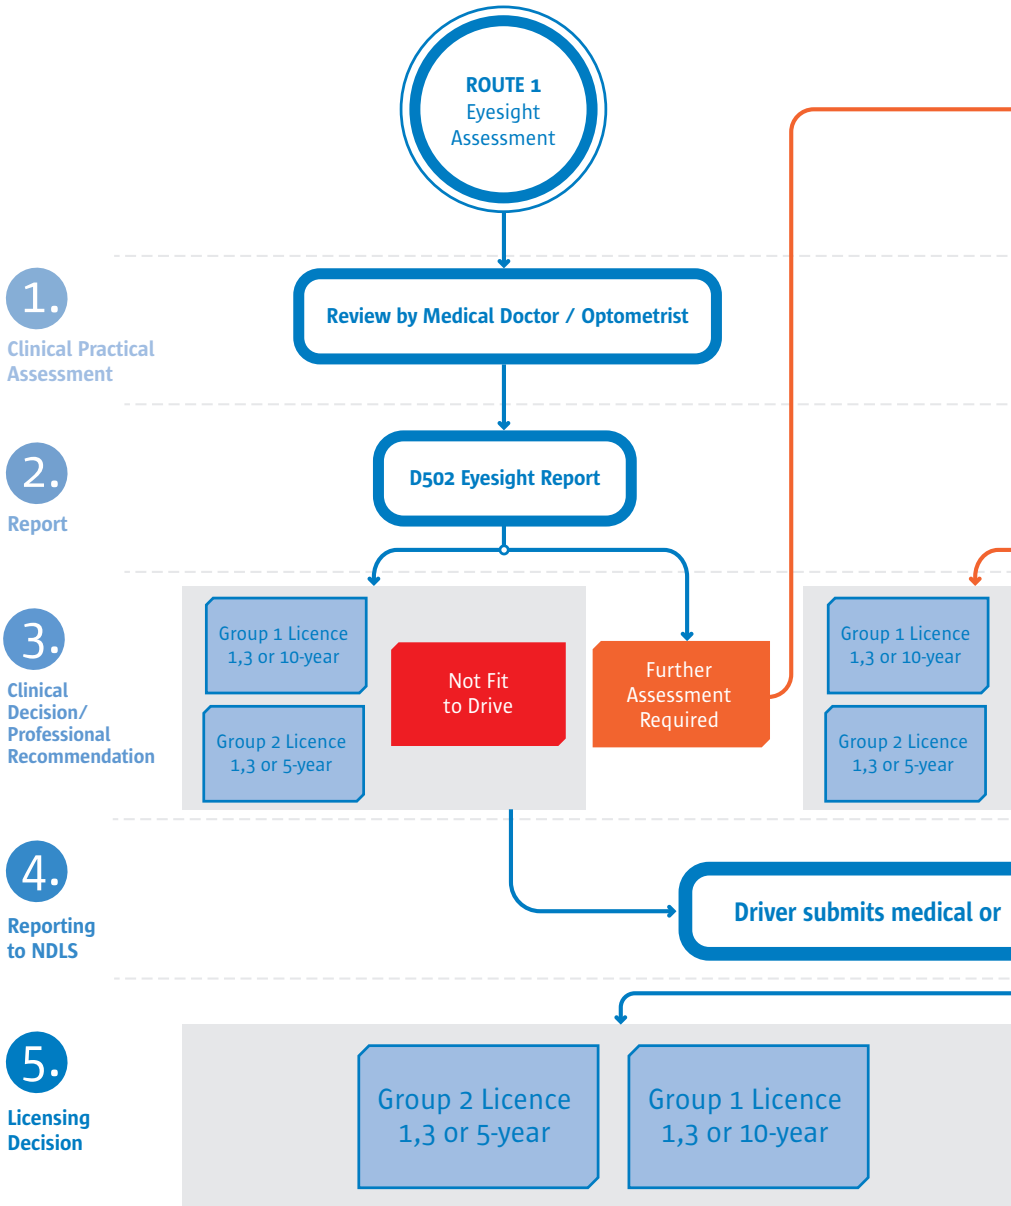 ROUTE 1
Eyesight
Assessment
1.
Clinical Practical
Assessment
Review by Medical Doctor / Optometrist
2.
Report
D502 Eyesight Report
3.
Clinical
Decision/
Professional
Recommendation
Group 1 Licence
1,3 or 10-year
Group 2 Licence
1,3 or 5-year
Not Fit
to Drive
Further
Assessment
Required
Group 1 Licence
1,3 or 10-year
Group 2 Licence
1,3 or 5-year
4.
Reporting
to NDLS
Driver submits medical or
5.
Licensing
Decision
Group 2 Licence
1,3 or 5-year
Group 1 Licence
1,3 or 10-year